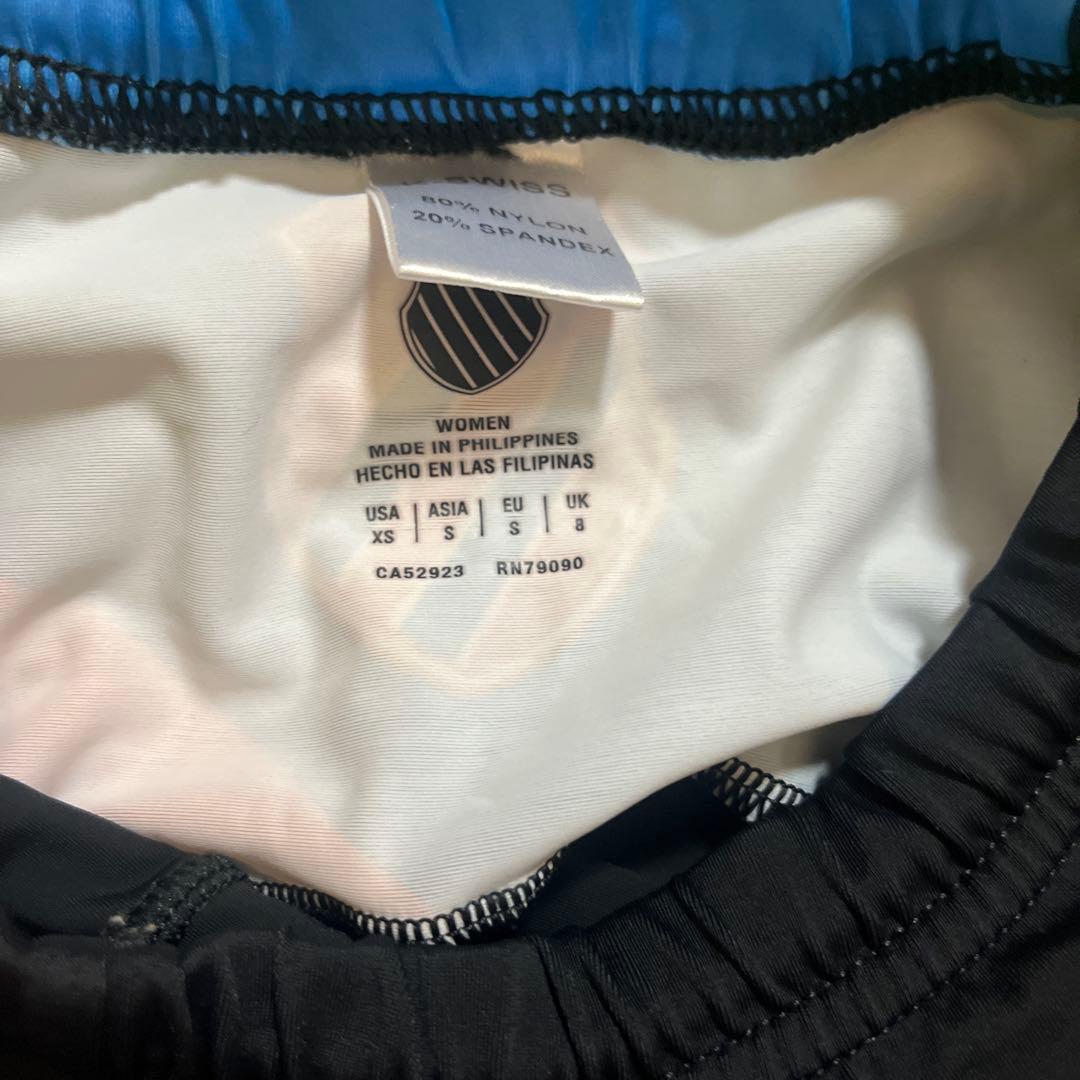 SWISS
80% NYLON
20% SPANDEX
WOMEN
MADE IN PHILIPPINES
HECHO EN LAS FILIPINAS
USA | ASIA | EU | UK
XS | S | S | 8
CA52923 RN79090